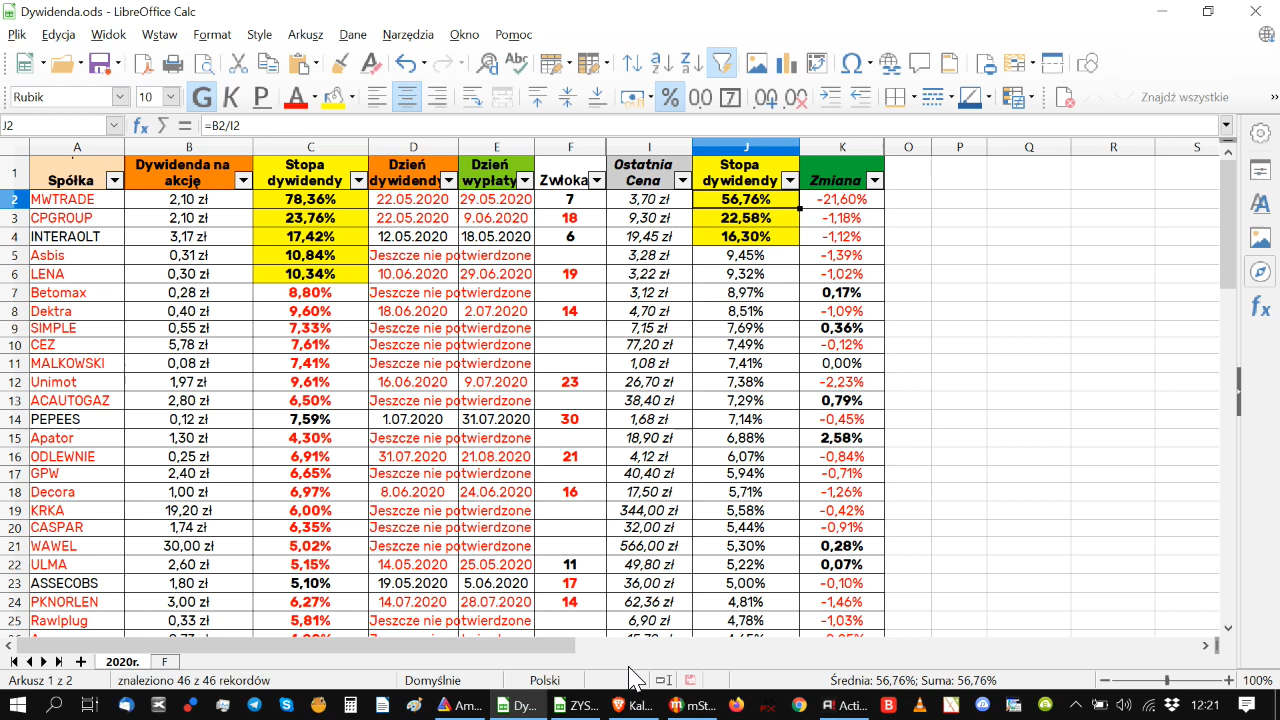 Dywidenda.ods - LibreOffice Calc
Plik Edycja Widok Wstaw Format Style Arkusz Dane Narzędzia Okno Pomoc
Rubik 10 G K P % Znajdź wszystkie
J2 =B2/I2
A B C D E F I J K O P Q R S
1 Spółka Dywidenda na akcję Stopa dywidendy Dzień dywidendy Dzień wypłaty Zwłoka Ostatnia Cena Stopa dywidendy Zmiana
2 MWTRADE 2,10 zł 78,36% 22.05.2020 29.05.2020 7 3,70 zł 56,76% -21,60%
3 CPGROUP 2,10 zł 23,76% 22.05.2020 9.06.2020 18 9,30 zł 22,58% -1,18%
4 INTERAOLT 3,17 zł 17,42% 12.05.2020 18.05.2020 6 19,45 zł 16,30% -1,12%
5 Asbis 0,31 zł 10,84% Jeszcze nie potwierdzone 3,28 zł 9,45% -1,39%
6 LENA 0,30 zł 10,34% 10.06.2020 29.06.2020 19 3,22 zł 9,32% -1,02%
7 Betomax 0,28 zł 8,80% Jeszcze nie potwierdzone 3,12 zł 8,97% 0,17%
8 Dektra 0,40 zł 9,60% 18.06.2020 2.07.2020 14 4,70 zł 8,51% -1,09%
9 SIMPLE 0,55 zł 7,33% Jeszcze nie potwierdzone 7,15 zł 7,69% 0,36%
10 CEZ 5,78 zł 7,61% Jeszcze nie potwierdzone 77,20 zł 7,49% -0,12%
11 MALKOWSKI 0,08 zł 7,41% Jeszcze nie potwierdzone 1,08 zł 7,41% 0,00%
12 Unimot 1,97 zł 9,61% 16.06.2020 9.07.2020 23 26,70 zł 7,38% -2,23%
13 ACAUTOGAZ 2,80 zł 6,50% Jeszcze nie potwierdzone 38,40 zł 7,29% 0,79%
14 PEPEES 0,12 zł 7,59% 1.07.2020 31.07.2020 30 1,68 zł 7,14% -0,45%
15 Apator 1,30 zł 4,30% Jeszcze nie potwierdzone 18,90 zł 6,88% 2,58%
16 ODLEWNIE 0,25 zł 6,91% 31.07.2020 21.08.2020 21 4,12 zł 6,07% -0,84%
17 GPW 2,40 zł 6,65% Jeszcze nie potwierdzone 40,40 zł 5,94% -0,71%
18 Decora 1,00 zł 6,97% 8.06.2020 24.06.2020 16 17,50 zł 5,71% -1,26%
19 KRKA 19,20 zł 6,00% Jeszcze nie potwierdzone 344,00 zł 5,58% -0,42%
20 CASPAR 1,74 zł 6,35% Jeszcze nie potwierdzone 32,00 zł 5,44% -0,91%
21 WAWEL 30,00 zł 5,02% Jeszcze nie potwierdzone 566,00 zł 5,30% 0,28%
22 ULMA 2,60 zł 5,15% 14.05.2020 25.05.2020 11 49,80 zł 5,22% 0,07%
23 ASSECOBS 1,80 zł 5,10% 19.05.2020 5.06.2020 17 36,00 zł 5,00% -0,10%
24 PKNORLEN 3,00 zł 6,27% 14.07.2020 28.07.2020 14 62,36 zł 4,81% -1,46%
25 Rawlplug 0,33 zł 5,81% Jeszcze nie potwierdzone 6,90 zł 4,78% -1,03%
2020r. F
Arkusz 1 z 2 znaleziono 46 z 46 rekordów Domyślnie Polski Średnia: 56,76%; Suma: 56,76% 100%
Am... Dy... ZYS... Kal... mSt... Acti... 12:21